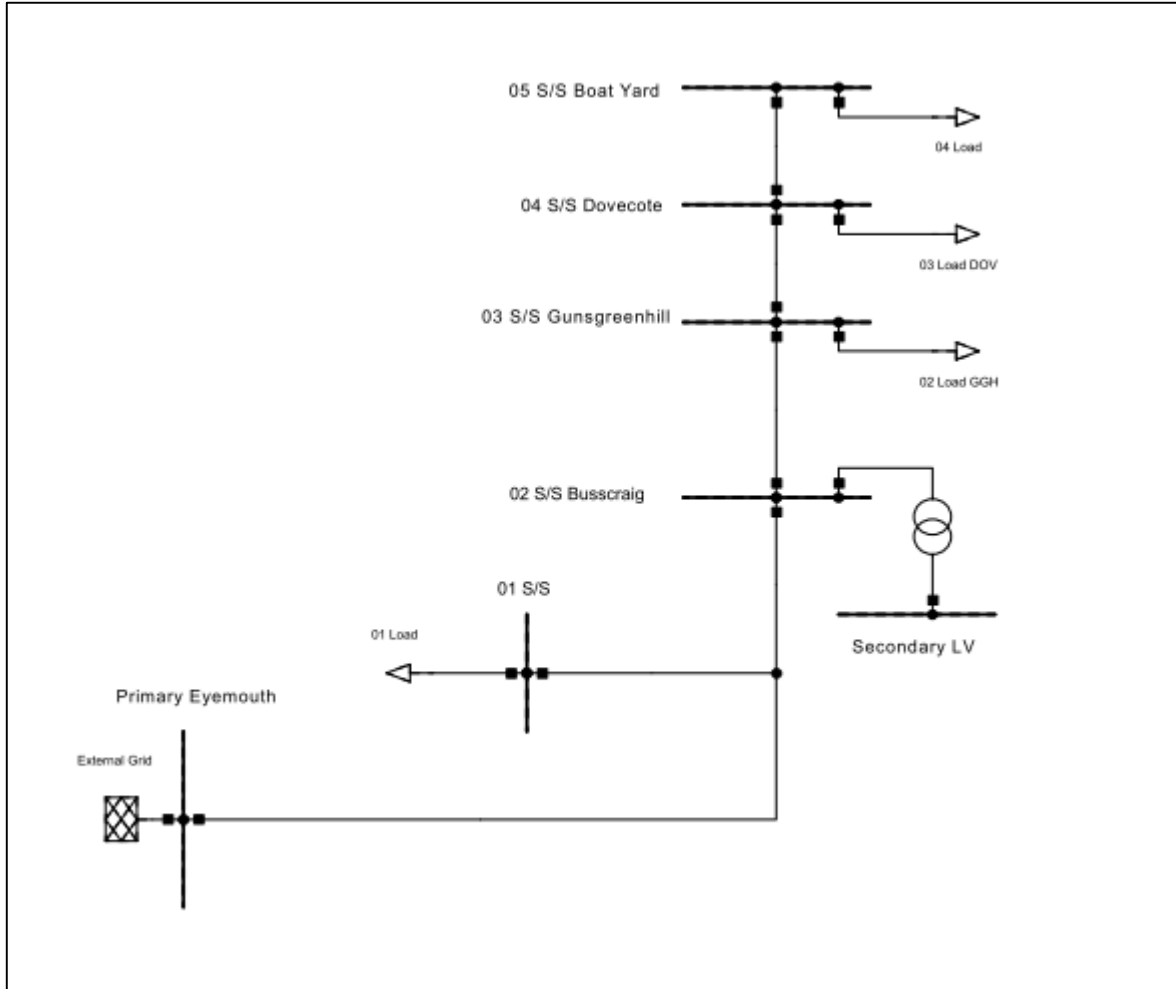 05 S/S Boat Yard
04 Load
04 S/S Dovecote
03 Load DOV
03 S/S Gunsgreenhill
02 Load GGH
02 S/S Busscraig
01 S/S
01 Load
Secondary LV
Primary Eyemouth
External Grid